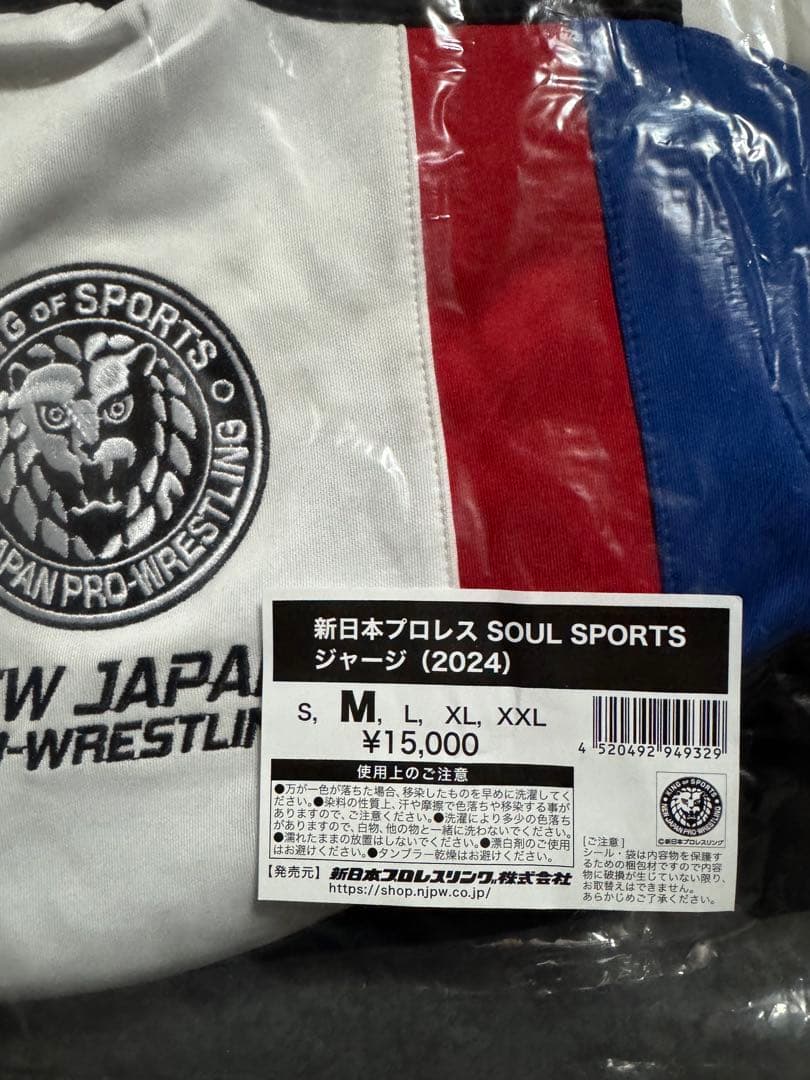 OF SPORTS
JAPAN PRO-WRESTLING
JAPA
-WRESTLIN
新日本プロレス SOUL SPORTS
ジャージ（2024）
S, M, L, XL, XXL
¥15,000
4 520492 949329
使用上のご注意
●万が一色が落ちた場合、移染したものを早めに洗濯してく
ださい。●染料の性質上、汗や摩擦で色落ちや移染する事が
ありますので、ご注意ください。●洗濯により多少の色落ち
がありますので、白物、他の物と一緒に洗わないでください。
●濡れたままの放置はしないでください。●漂白剤のご使用
はお避けください。●タンブラー乾燥はお避けください。
【発売元】新日本プロレスリング株式会社
https://shop.njpw.co.jp/
KING OF SPORTS
NEW JAPAN PRO-WRESTLING
©新日本プロレスリング
[ご注意]
シール・袋は内容物を保護す
るための梱包材ですので内容
物に破損が生じていない限り、
お取替えはできません。
あらかじめご了承ください。